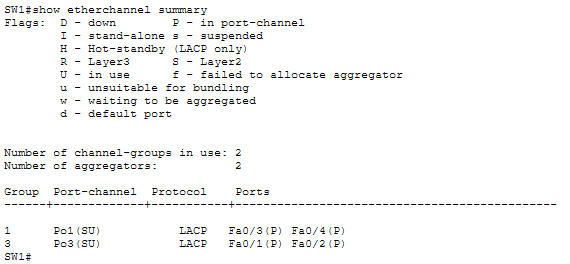 SW1#show etherchannel summary
Flags:  D - down        P - in port-channel
        I - stand-alone s - suspended
        H - Hot-standby (LACP only)
        R - Layer3      S - Layer2
        U - in use      f - failed to allocate aggregator
        u - unsuitable for bundling
        w - waiting to be aggregated
        d - default port
Number of channel-groups in use: 2
Number of aggregators:           2
Group  Port-channel  Protocol    Ports
------+-------------+-----------+----------------------------------------------
1      Po1(SU)           LACP   Fa0/3(P) Fa0/4(P)
3      Po3(SU)           LACP   Fa0/1(P) Fa0/2(P)
SW1#